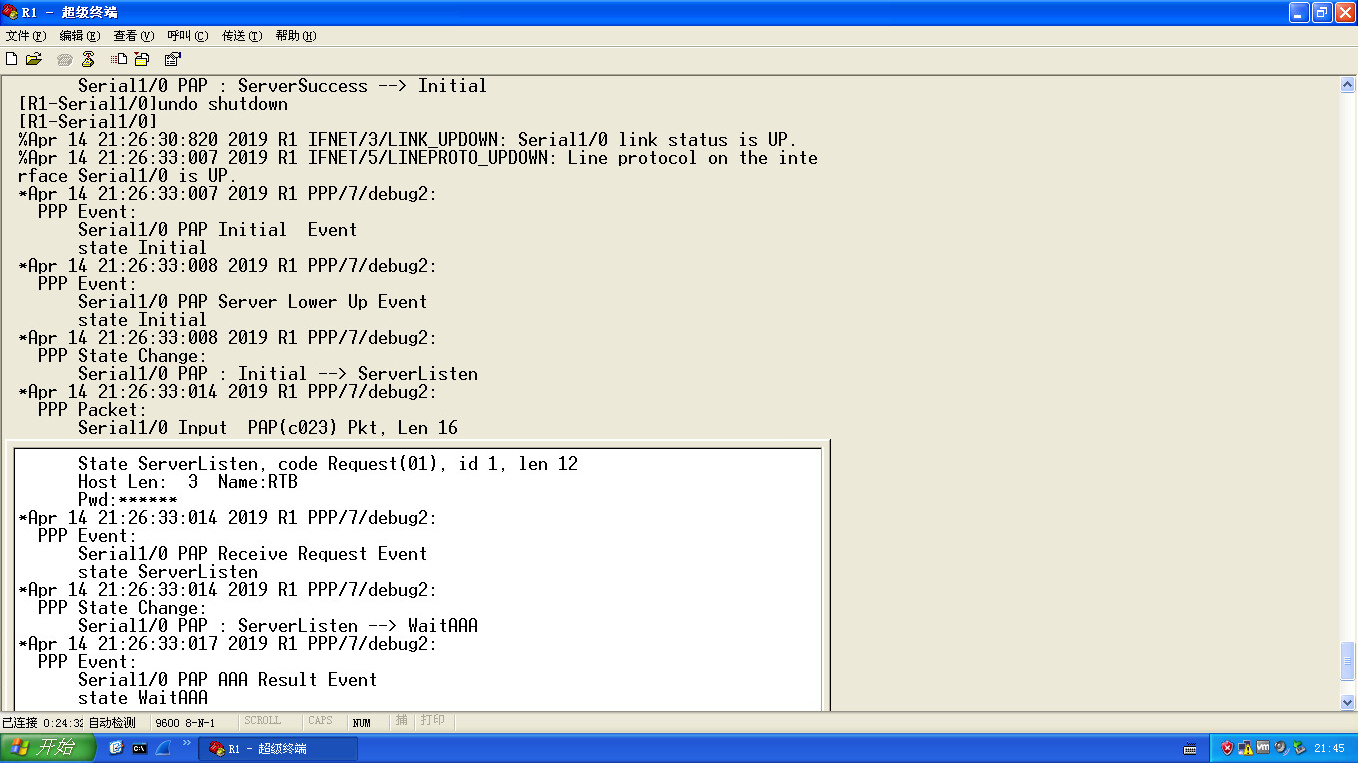 R1 - 超级终端
文件(F) 编辑(E) 查看(V) 呼叫(C) 传送(T) 帮助(H)
Serial1/0 PAP : ServerSuccess --> Initial
[R1-Serial1/0]undo shutdown
[R1-Serial1/0]
%Apr 14 21:26:30:820 2019 R1 IFNET/3/LINK_UPDOWN: Serial1/0 link status is UP.
%Apr 14 21:26:33:007 2019 R1 IFNET/5/LINEPROTO_UPDOWN: Line protocol on the inte
rface Serial1/0 is UP.
*Apr 14 21:26:33:007 2019 R1 PPP/7/debug2:
PPP Event:
Serial1/0 PAP Initial  Event
state Initial
*Apr 14 21:26:33:008 2019 R1 PPP/7/debug2:
PPP Event:
Serial1/0 PAP Server Lower Up Event
state Initial
*Apr 14 21:26:33:008 2019 R1 PPP/7/debug2:
PPP State Change:
Serial1/0 PAP : Initial --> ServerListen
*Apr 14 21:26:33:014 2019 R1 PPP/7/debug2:
PPP Packet:
Serial1/0 Input  PAP(c023) Pkt, Len 16
State ServerListen, code Request(01), id 1, len 12
Host Len:  3  Name:RTB
Pwd:******
*Apr 14 21:26:33:014 2019 R1 PPP/7/debug2:
PPP Event:
Serial1/0 PAP Receive Request Event
state ServerListen
*Apr 14 21:26:33:014 2019 R1 PPP/7/debug2:
PPP State Change:
Serial1/0 PAP : ServerListen --> WaitAAA
*Apr 14 21:26:33:017 2019 R1 PPP/7/debug2:
PPP Event:
Serial1/0 PAP AAA Result Event
state WaitAAA
已连接 0:24:32 自动检测 9600 8-N-1 SCROLL CAPS NUM 捕 打印
开始 R1 - 超级终端 21:45